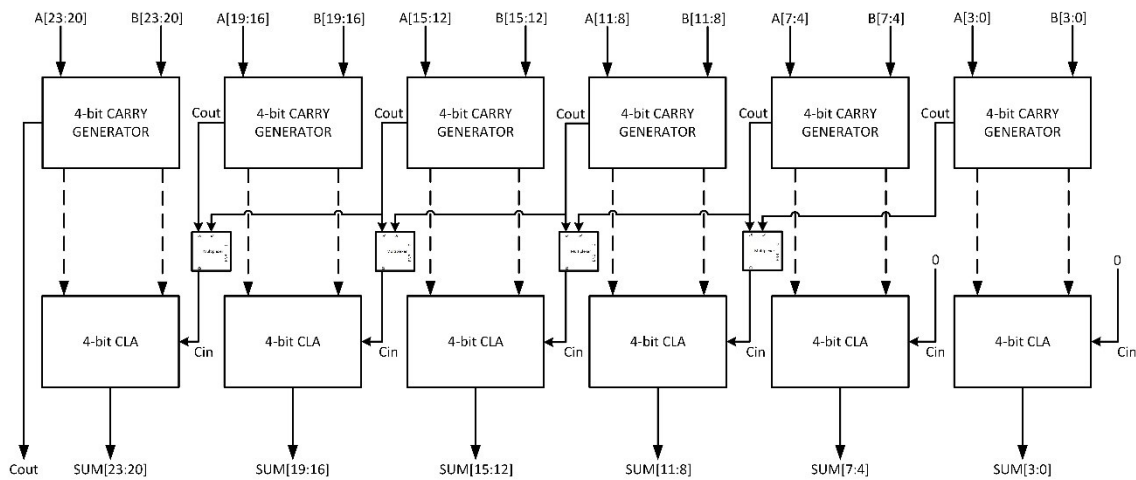 A[23:20] B[23:20] A[19:16] B[19:16] A[15:12] B[15:12] A[11:8] B[11:8] A[7:4] B[7:4] A[3:0] B[3:0]
4-bit CARRY GENERATOR
4-bit CARRY GENERATOR
4-bit CARRY GENERATOR
4-bit CARRY GENERATOR
4-bit CARRY GENERATOR
4-bit CARRY GENERATOR
Cout Cout Cout Cout Cout
Multiplexer Multiplexer Multiplexer Multiplexer
0 0
4-bit CLA 4-bit CLA 4-bit CLA 4-bit CLA 4-bit CLA 4-bit CLA
Cin Cin Cin Cin Cin Cin
Cout SUM[23:20] SUM[19:16] SUM[15:12] SUM[11:8] SUM[7:4] SUM[3:0]